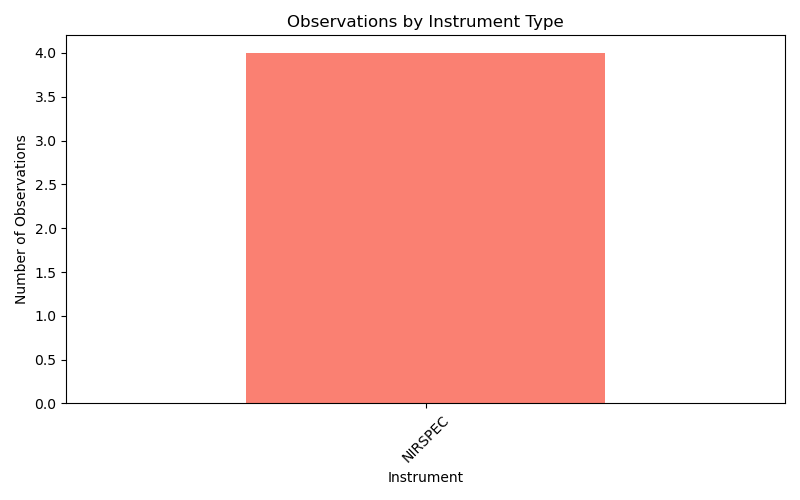 Observations by Instrument Type
4.0
3.5
3.0
2.5
2.0
1.5
1.0
0.5
0.0
Number of Observations
NIRSPEC
Instrument